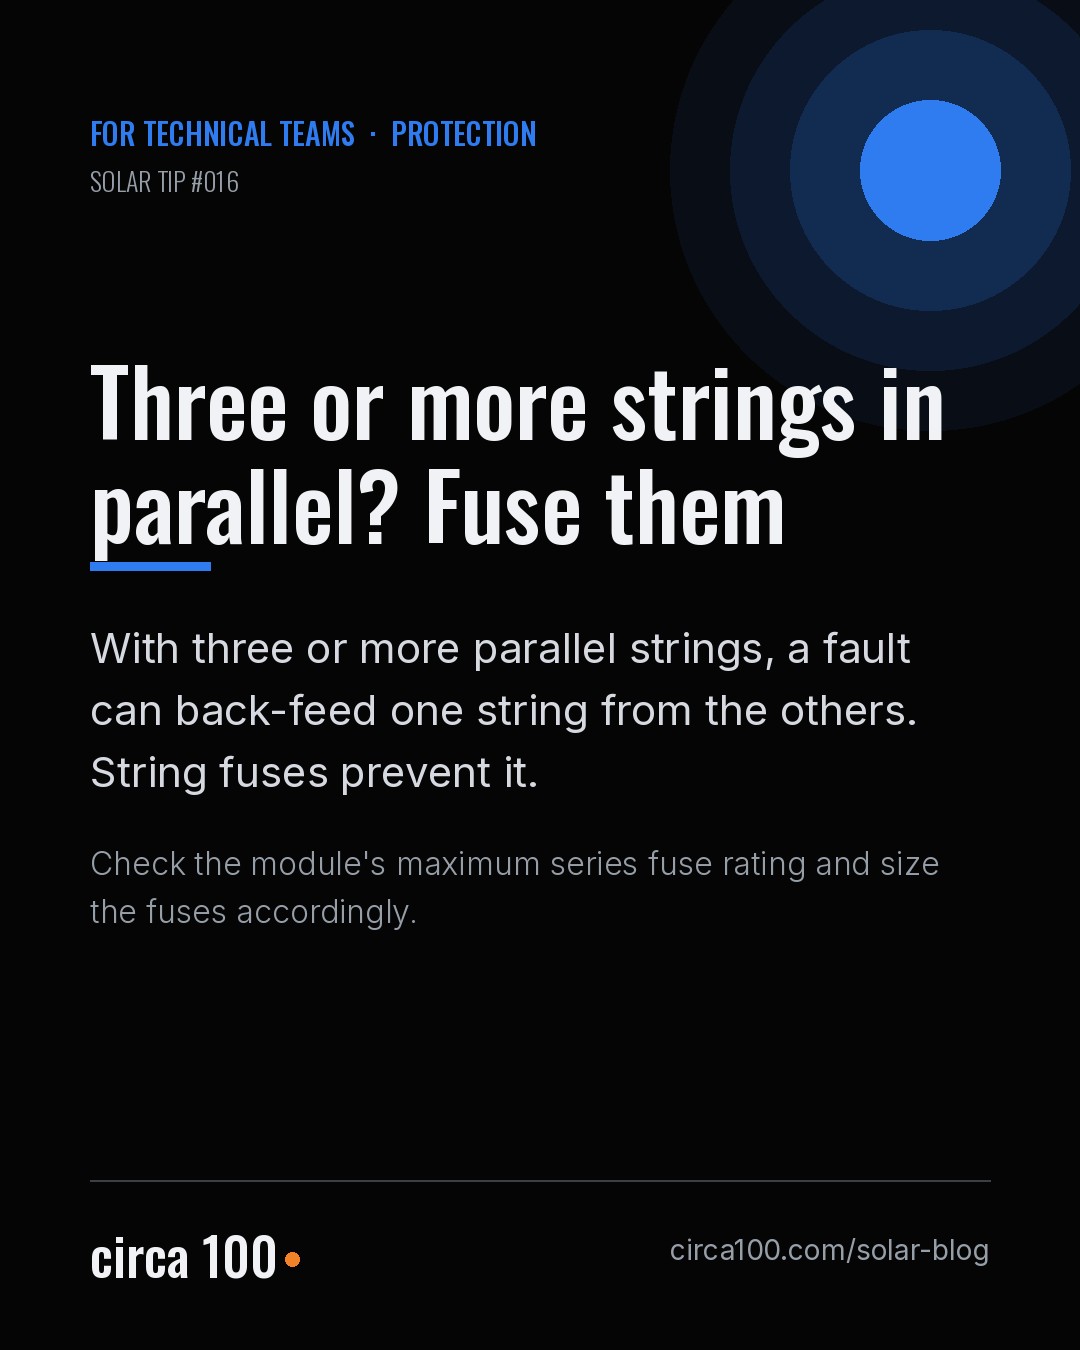 FOR TECHNICAL TEAMS · PROTECTION
SOLAR TIP #016
Three or more strings in
parallel? Fuse them
With three or more parallel strings, a fault
can back-feed one string from the others.
String fuses prevent it.
Check the module's maximum series fuse rating and size
the fuses accordingly.
circa 100
circa100.com/solar-blog